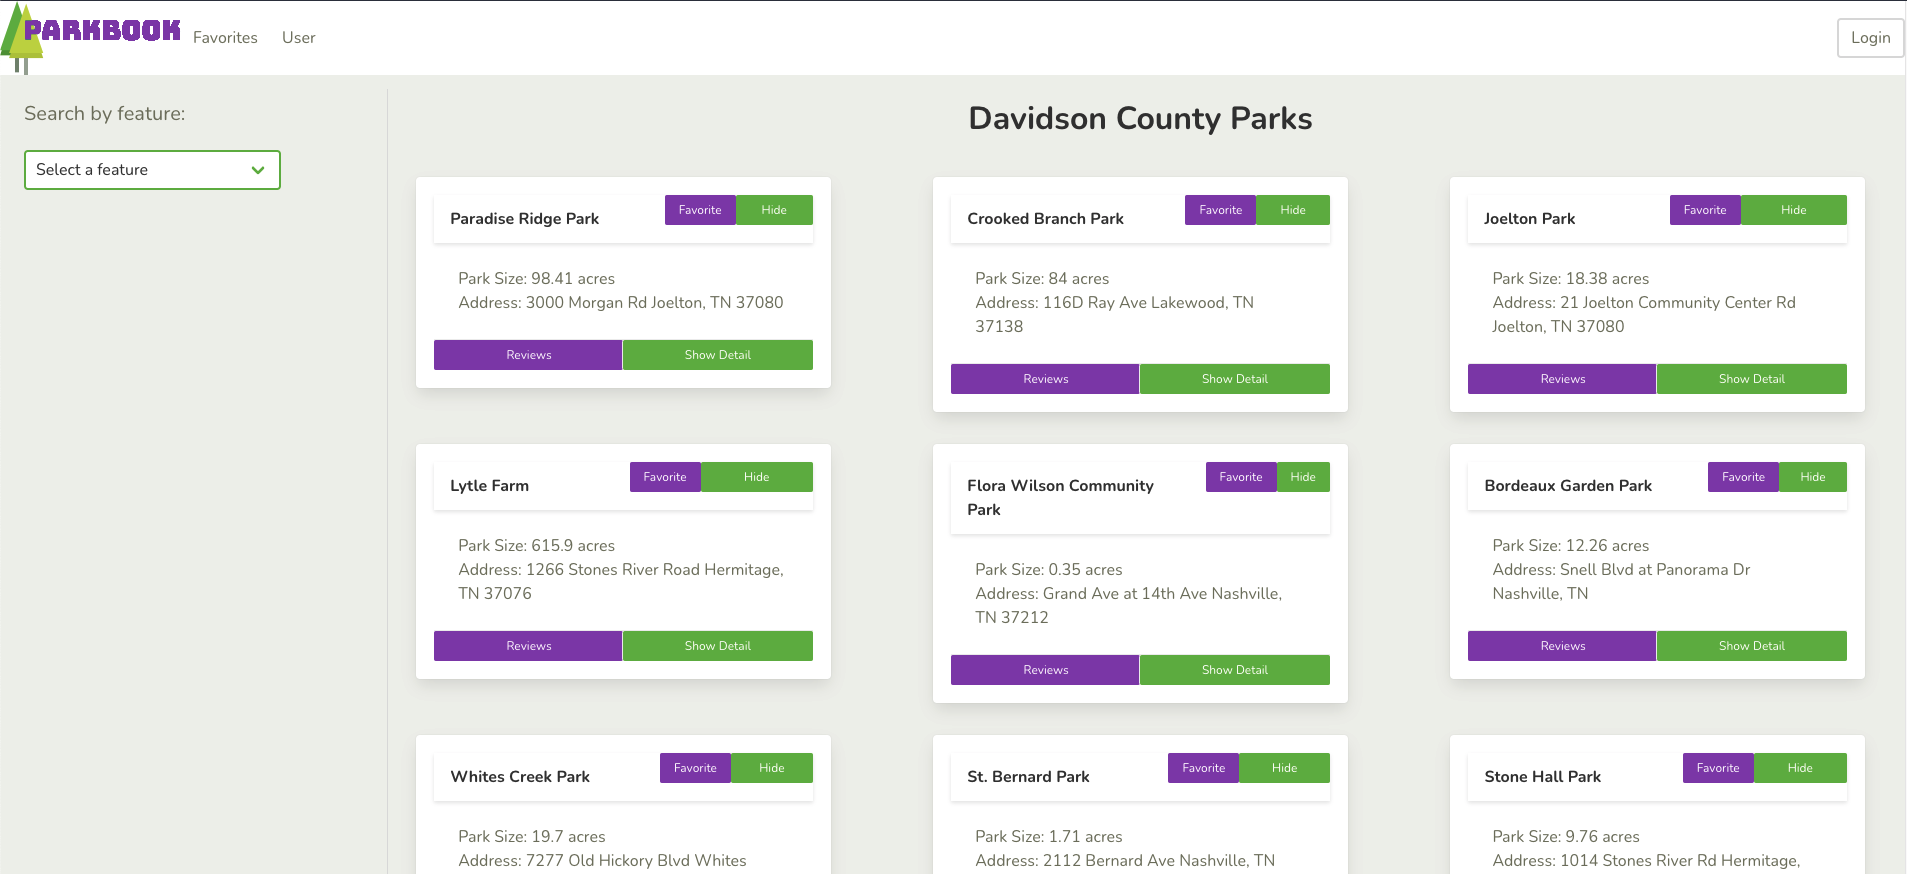 PARKBOOK
Favorites
User
Login
Search by feature:
Select a feature
Davidson County Parks
Paradise Ridge Park
Favorite
Hide
Park Size: 98.41 acres
Address: 3000 Morgan Rd Joelton, TN 37080
Reviews
Show Detail
Crooked Branch Park
Favorite
Hide
Park Size: 84 acres
Address: 116D Ray Ave Lakewood, TN
37138
Reviews
Show Detail
Joelton Park
Favorite
Hide
Park Size: 18.38 acres
Address: 21 Joelton Community Center Rd
Joelton, TN 37080
Reviews
Show Detail
Lytle Farm
Favorite
Hide
Park Size: 615.9 acres
Address: 1266 Stones River Road Hermitage,
TN 37076
Reviews
Show Detail
Flora Wilson Community
Park
Favorite
Hide
Park Size: 0.35 acres
Address: Grand Ave at 14th Ave Nashville,
TN 37212
Reviews
Show Detail
Bordeaux Garden Park
Favorite
Hide
Park Size: 12.26 acres
Address: Snell Blvd at Panorama Dr
Nashville, TN
Reviews
Show Detail
Whites Creek Park
Favorite
Hide
Park Size: 19.7 acres
Address: 7277 Old Hickory Blvd Whites
St. Bernard Park
Favorite
Hide
Park Size: 1.71 acres
Address: 2112 Bernard Ave Nashville, TN
Stone Hall Park
Favorite
Hide
Park Size: 9.76 acres
Address: 1014 Stones River Rd Hermitage,